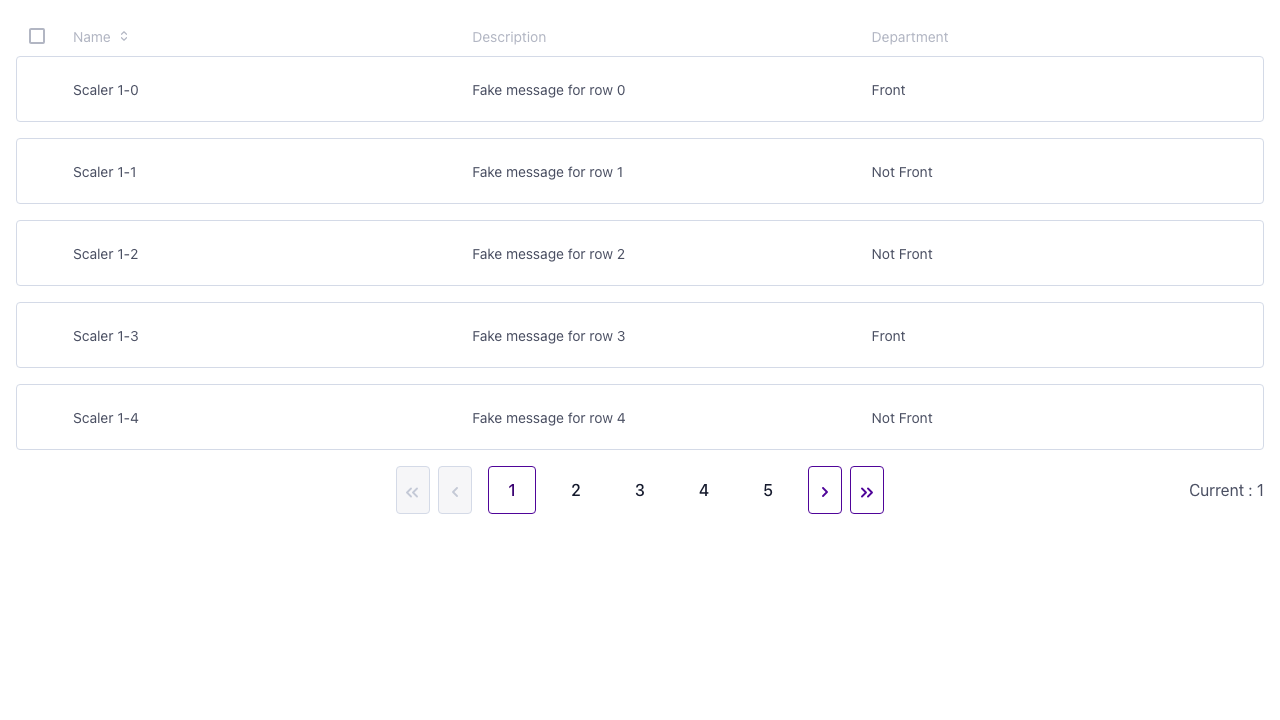 Name Description Department
Scaler 1-0 Fake message for row 0 Front
Scaler 1-1 Fake message for row 1 Not Front
Scaler 1-2 Fake message for row 2 Not Front
Scaler 1-3 Fake message for row 3 Front
Scaler 1-4 Fake message for row 4 Not Front
1 2 3 4 5 Current : 1